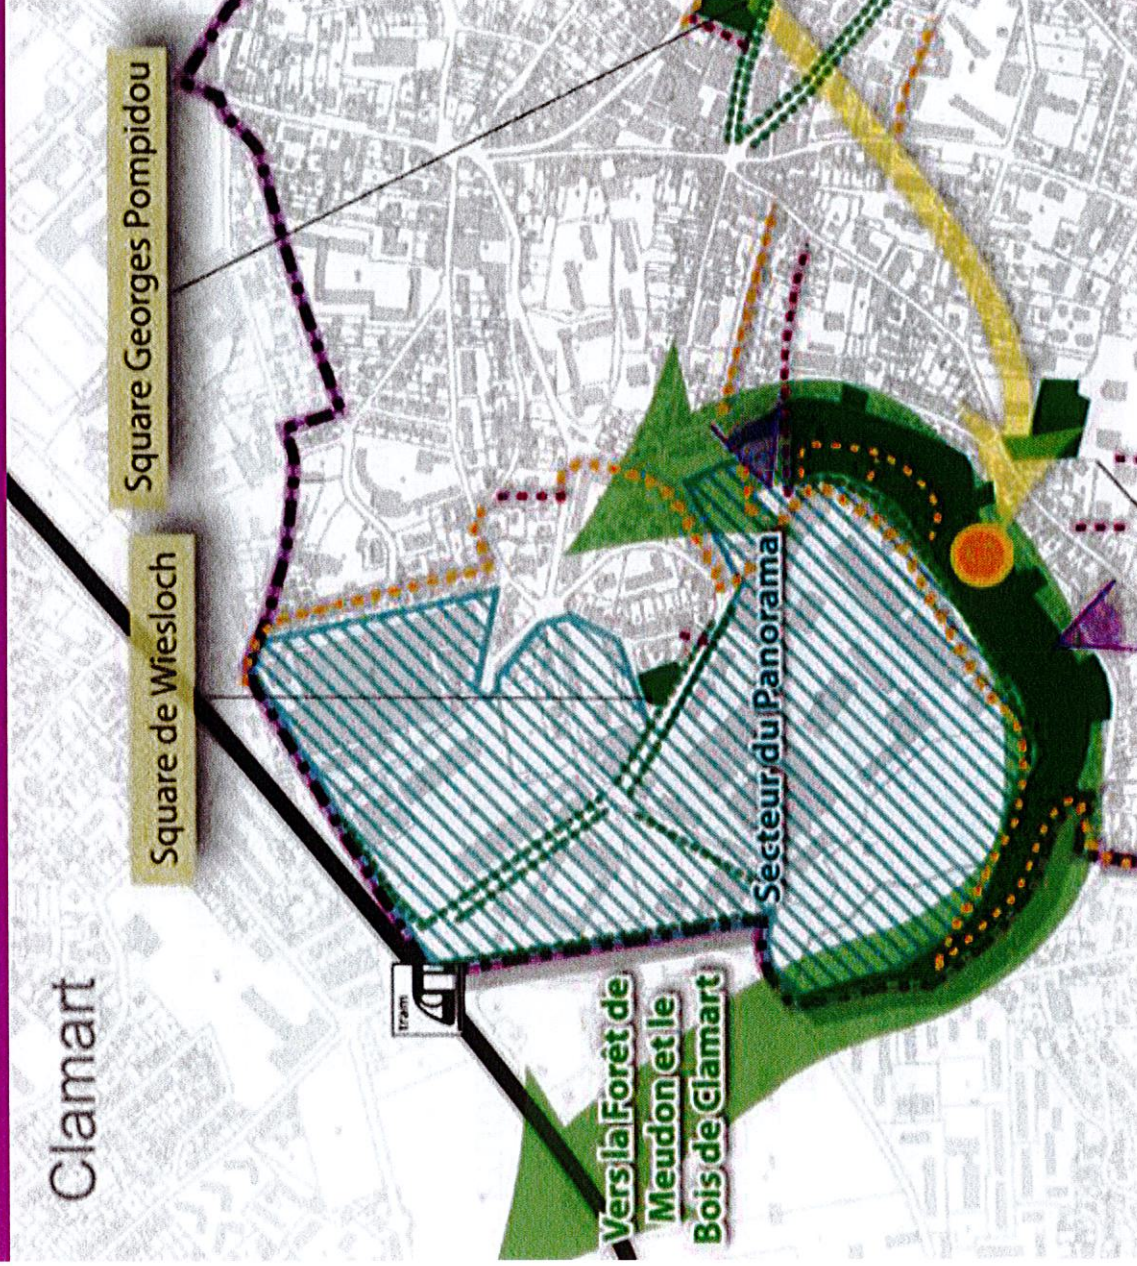 Clamart
Square de Wiesloch
Square Georges Pompidou
tram
Vers la Forêt de
Meudon et le
Bois de Clamart
Secteur du Panorama